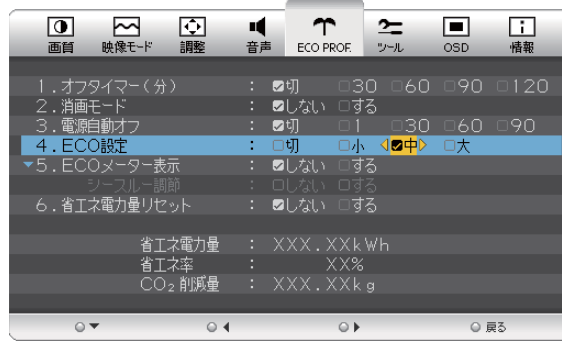 画質 映像モード 調整 音声 ECO PROF. ツール OSD 情報
1.オフタイマー(分) : ☑切 □30 □60 □90 □120
2.消画モード : ☑しない □する
3.電源自動オフ : ☑切 □1 □30 □60 □90
4.ECO設定 : □切 □小 ☑中 □大
5.ECOメーター表示 : ☑しない □する
シースルー調節 : □しない □する
6.省エネ電力量リセット : ☑しない □する
省エネ電力量 : XXX.XXkWh
省エネ率 : XX%
CO₂削減量 : XXX.XXkg
戻る